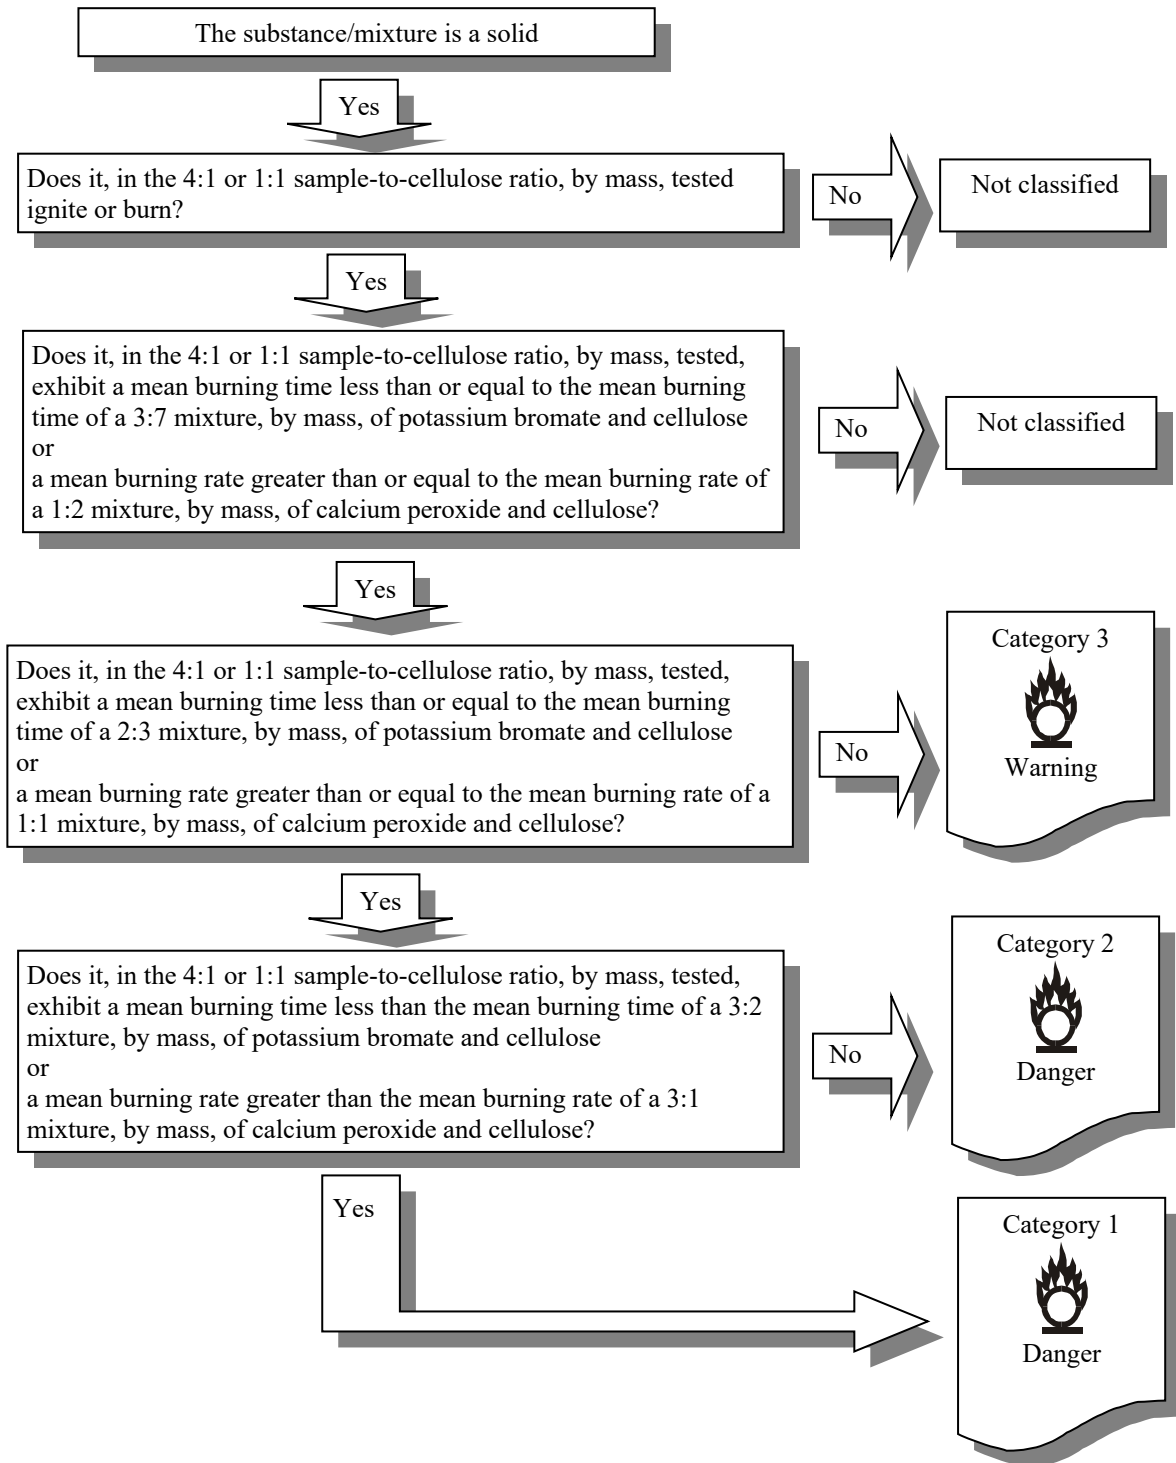 The substance/mixture is a solid
Yes
Does it, in the 4:1 or 1:1 sample-to-cellulose ratio, by mass, tested
ignite or burn?
No
Not classified
Yes
Does it, in the 4:1 or 1:1 sample-to-cellulose ratio, by mass, tested,
exhibit a mean burning time less than or equal to the mean burning
time of a 3:7 mixture, by mass, of potassium bromate and cellulose
or
a mean burning rate greater than or equal to the mean burning rate of
a 1:2 mixture, by mass, of calcium peroxide and cellulose?
No
Not classified
Yes
Does it, in the 4:1 or 1:1 sample-to-cellulose ratio, by mass, tested,
exhibit a mean burning time less than or equal to the mean burning
time of a 2:3 mixture, by mass, of potassium bromate and cellulose
or
a mean burning rate greater than or equal to the mean burning rate of a
1:1 mixture, by mass, of calcium peroxide and cellulose?
No
Category 3
Warning
Yes
Does it, in the 4:1 or 1:1 sample-to-cellulose ratio, by mass, tested,
exhibit a mean burning time less than the mean burning time of a 3:2
mixture, by mass, of potassium bromate and cellulose
or
a mean burning rate greater than the mean burning rate of a 3:1
mixture, by mass, of calcium peroxide and cellulose?
No
Category 2
Danger
Yes
Category 1
Danger